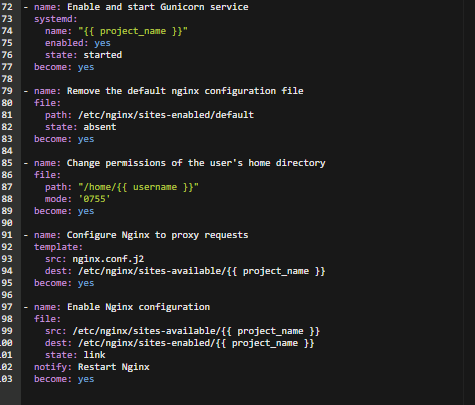 72 - name: Enable and start Gunicorn service
73 systemd:
74 name: "{{ project_name }}"
75 enabled: yes
76 state: started
77 become: yes
78
79 - name: Remove the default nginx configuration file
80 file:
81 path: /etc/nginx/sites-enabled/default
82 state: absent
83 become: yes
84
85 - name: Change permissions of the user's home directory
86 file:
87 path: "/home/{{ username }}"
88 mode: '0755'
89 become: yes
90
91 - name: Configure Nginx to proxy requests
92 template:
93 src: nginx.conf.j2
94 dest: /etc/nginx/sites-available/{{ project_name }}
95 become: yes
96
97 - name: Enable Nginx configuration
98 file:
99 src: /etc/nginx/sites-available/{{ project_name }}
100 dest: /etc/nginx/sites-enabled/{{ project_name }}
101 state: link
102 notify: Restart Nginx
103 become: yes